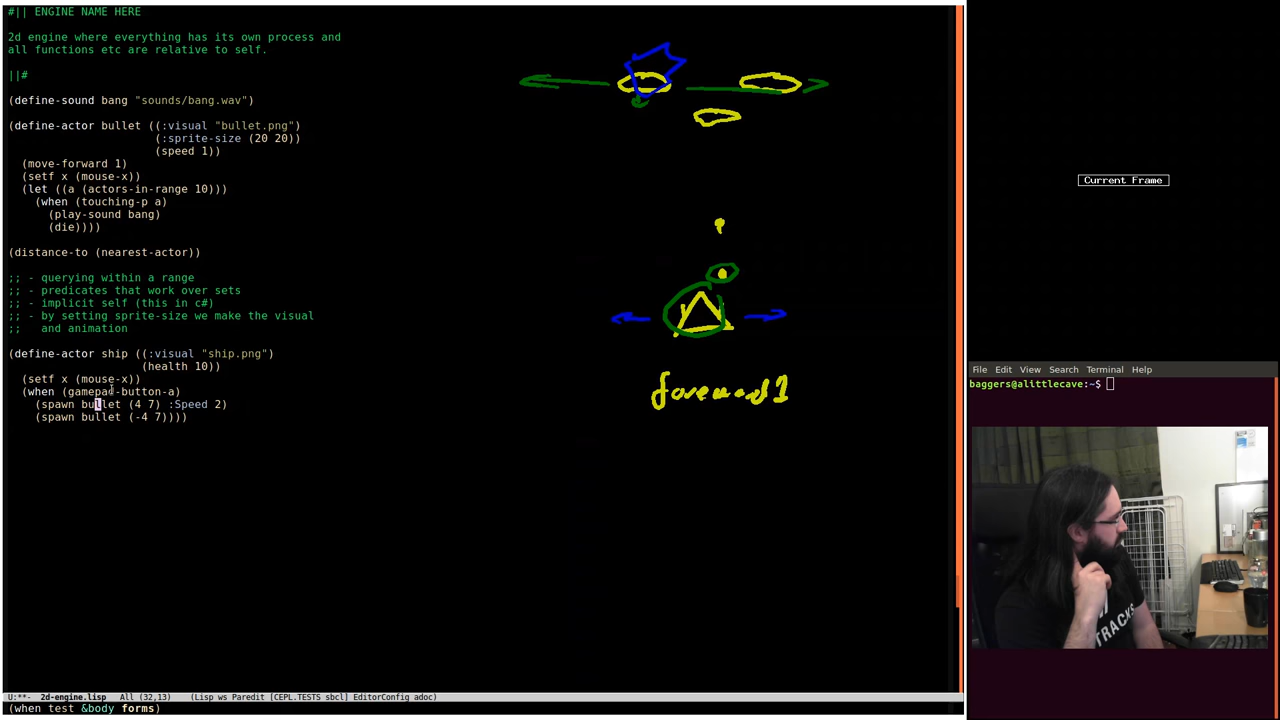 #|| ENGINE NAME HERE
2d engine where everything has its own process and
all functions etc are relative to self.
||#
(define-sound bang "sounds/bang.wav")
(define-actor bullet ((:visual "bullet.png")
(:sprite-size (20 20))
(speed 1))
(move-forward 1)
(setf x (mouse-x))
(let ((a (actors-in-range 10)))
(when (touching-p a)
(play-sound bang)
(die))))
(distance-to (nearest-actor))
;; - querying within a range
;; - predicates that work over sets
;; - implicit self (this in c#)
;; - by setting sprite-size we make the visual
;;   and animation
(define-actor ship ((:visual "ship.png")
(health 10))
(setf x (mouse-x))
(when (gamepad-button-a)
(spawn bullet (4 7) :Speed 2)
(spawn bullet (-4 7))))
U:**-  2d-engine.lisp   All (32,13)     (Lisp ws Paredit [CEPL.TESTS sbcl] EditorConfig adoc)
(when test &body forms)
Current Frame
File Edit View Search Terminal Help
baggers@alittlecave:~$
TRACKS